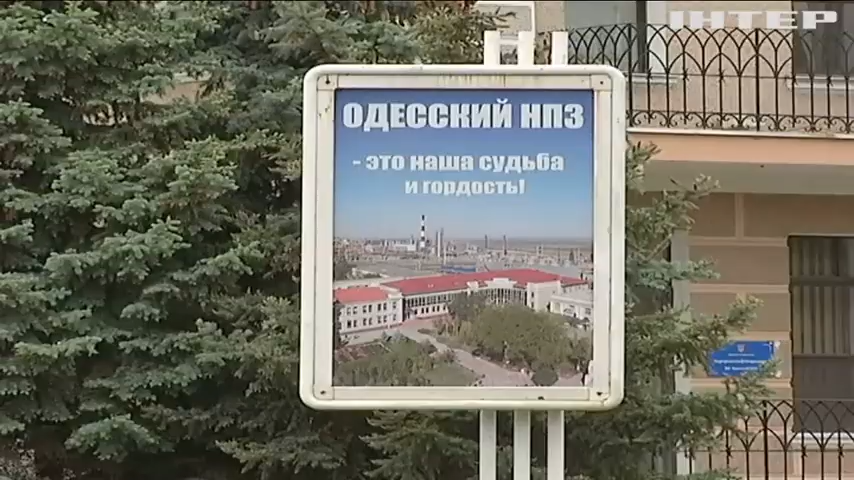 ІНТЕР
ОДЕССКИЙ НПЗ
- это наша судьба
и гордость!